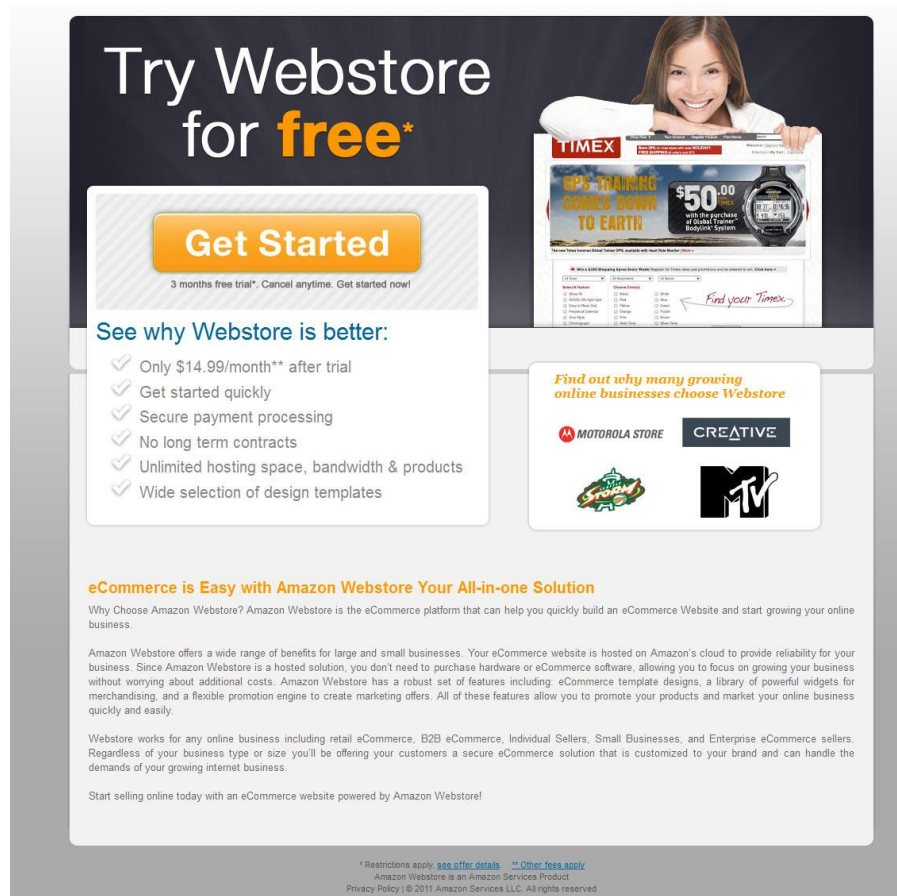 Try Webstore
for free*
TIMEX
GPS TRAINING
COMES DOWN
TO EARTH
$50.00
with the purchase
of Global Trainer™
Bodylink® System
Find your Timex.
Get Started
3 months free trial*. Cancel anytime. Get started now!
See why Webstore is better:
Only $14.99/month** after trial
Get started quickly
Secure payment processing
No long term contracts
Unlimited hosting space, bandwidth & products
Wide selection of design templates
Find out why many growing
online businesses choose Webstore
MOTOROLA STORE
CREATIVE
STORM
MTV
eCommerce is Easy with Amazon Webstore Your All-in-one Solution
Why Choose Amazon Webstore? Amazon Webstore is the eCommerce platform that can help you quickly build an eCommerce Website and start growing your online
business.
Amazon Webstore offers a wide range of benefits for large and small businesses. Your eCommerce website is hosted on Amazon's cloud to provide reliability for your
business. Since Amazon Webstore is a hosted solution, you don't need to purchase hardware or eCommerce software, allowing you to focus on growing your business
without worrying about additional costs. Amazon Webstore has a robust set of features including: eCommerce template designs, a library of powerful widgets for
merchandising, and a flexible promotion engine to create marketing offers. All of these features allow you to promote your products and market your online business
quickly and easily.
Webstore works for any online business including retail eCommerce, B2B eCommerce, Individual Sellers, Small Businesses, and Enterprise eCommerce sellers.
Regardless of your business type or size you'll be offering your customers a secure eCommerce solution that is customized to your brand and can handle the
demands of your growing internet business.
Start selling online today with an eCommerce website powered by Amazon Webstore!
* Restrictions apply, see offer details. ** Other fees apply
Amazon Webstore is an Amazon Services Product
Privacy Policy | © 2011 Amazon Services LLC. All rights reserved